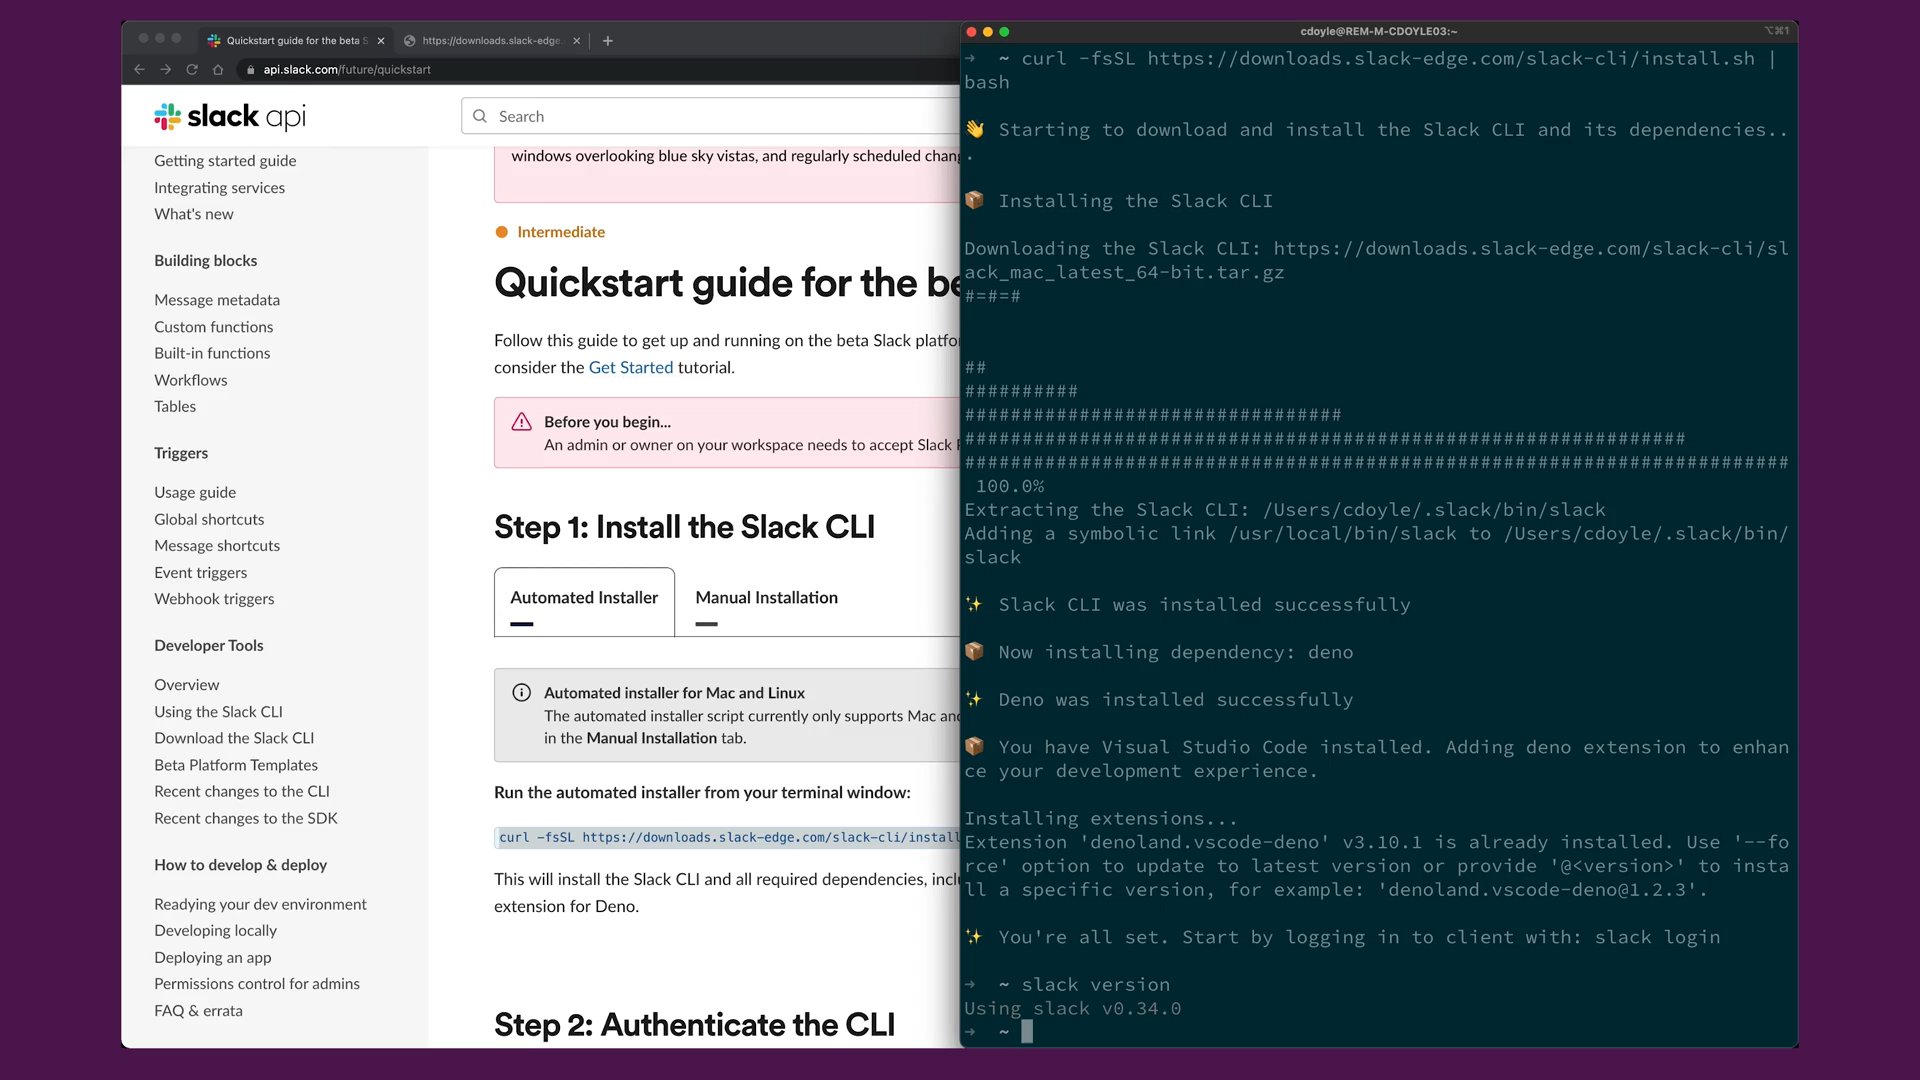 Quickstart guide for the beta S
https://downloads.slack-edge.
api.slack.com/future/quickstart
slack api
Search
Getting started guide
Integrating services
What's new
Building blocks
Message metadata
Custom functions
Built-in functions
Workflows
Tables
Triggers
Usage guide
Global shortcuts
Message shortcuts
Event triggers
Webhook triggers
Developer Tools
Overview
Using the Slack CLI
Download the Slack CLI
Beta Platform Templates
Recent changes to the CLI
Recent changes to the SDK
How to develop & deploy
Readying your dev environment
Developing locally
Deploying an app
Permissions control for admins
FAQ & errata
windows overlooking blue sky vistas, and regularly scheduled chang
Intermediate
Quickstart guide for the be
Follow this guide to get up and running on the beta Slack platfo
consider the Get Started tutorial.
Before you begin...
An admin or owner on your workspace needs to accept Slack P
Step 1: Install the Slack CLI
Automated Installer
Manual Installation
Automated installer for Mac and Linux
The automated installer script currently only supports Mac and
in the Manual Installation tab.
Run the automated installer from your terminal window:
curl -fsSL https://downloads.slack-edge.com/slack-cli/install
This will install the Slack CLI and all required dependencies, incl
extension for Deno.
Step 2: Authenticate the CLI
cdoyle@REM-M-CDOYLE03:~
⌥⌘1
→ ~ curl -fsSL https://downloads.slack-edge.com/slack-cli/install.sh |
bash
👋 Starting to download and install the Slack CLI and its dependencies..
.
📦 Installing the Slack CLI
Downloading the Slack CLI: https://downloads.slack-edge.com/slack-cli/sl
ack_mac_latest_64-bit.tar.gz
#=#=#
##
##########
#################################
###############################################################
########################################################################
100.0%
Extracting the Slack CLI: /Users/cdoyle/.slack/bin/slack
Adding a symbolic link /usr/local/bin/slack to /Users/cdoyle/.slack/bin/
slack
✨ Slack CLI was installed successfully
📦 Now installing dependency: deno
✨ Deno was installed successfully
📦 You have Visual Studio Code installed. Adding deno extension to enhan
ce your development experience.
Installing extensions...
Extension 'denoland.vscode-deno' v3.10.1 is already installed. Use '--fo
rce' option to update to latest version or provide '@<version>' to insta
ll a specific version, for example: 'denoland.vscode-deno@1.2.3'.
✨ You're all set. Start by logging in to client with: slack login
→ ~ slack version
Using slack v0.34.0
→ ~